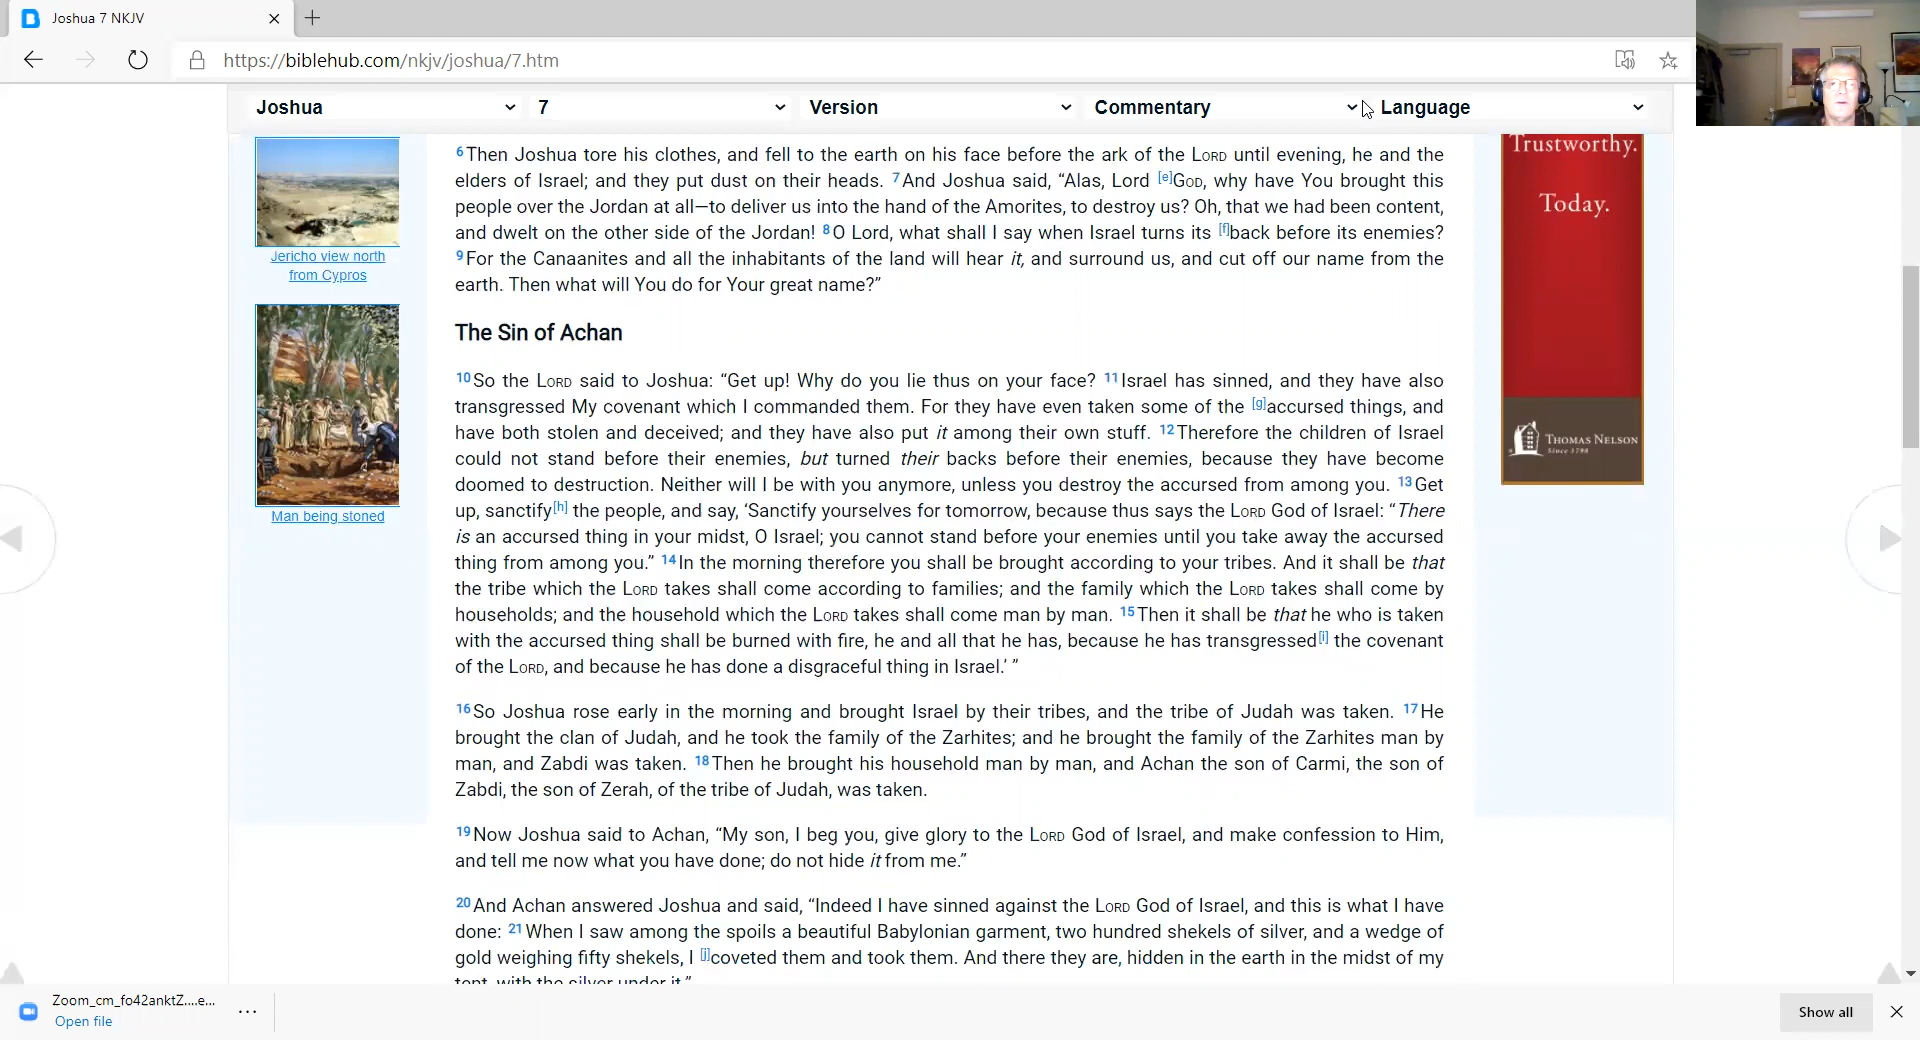 Joshua 7 NKJV
https://biblehub.com/nkjv/joshua/7.htm
Joshua 7 Version Commentary Language
Jericho view north
from Cypros
Man being stoned
6Then Joshua tore his clothes, and fell to the earth on his face before the ark of the LORD until evening, he and the
elders of Israel; and they put dust on their heads. 7And Joshua said, “Alas, Lord [e]GOD, why have You brought this
people over the Jordan at all—to deliver us into the hand of the Amorites, to destroy us? Oh, that we had been content,
and dwelt on the other side of the Jordan! 8O Lord, what shall I say when Israel turns its [f]back before its enemies?
9For the Canaanites and all the inhabitants of the land will hear it, and surround us, and cut off our name from the
earth. Then what will You do for Your great name?”
The Sin of Achan
10So the LORD said to Joshua: “Get up! Why do you lie thus on your face? 11Israel has sinned, and they have also
transgressed My covenant which I commanded them. For they have even taken some of the [g]accursed things, and
have both stolen and deceived; and they have also put it among their own stuff. 12Therefore the children of Israel
could not stand before their enemies, but turned their backs before their enemies, because they have become
doomed to destruction. Neither will I be with you anymore, unless you destroy the accursed from among you. 13Get
up, sanctify[h] the people, and say, ‘Sanctify yourselves for tomorrow, because thus says the LORD God of Israel: “There
is an accursed thing in your midst, O Israel; you cannot stand before your enemies until you take away the accursed
thing from among you.” 14In the morning therefore you shall be brought according to your tribes. And it shall be that
the tribe which the LORD takes shall come according to families; and the family which the LORD takes shall come by
households; and the household which the LORD takes shall come man by man. 15Then it shall be that he who is taken
with the accursed thing shall be burned with fire, he and all that he has, because he has transgressed[i] the covenant
of the LORD, and because he has done a disgraceful thing in Israel.’ ”
16So Joshua rose early in the morning and brought Israel by their tribes, and the tribe of Judah was taken. 17He
brought the clan of Judah, and he took the family of the Zarhites; and he brought the family of the Zarhites man by
man, and Zabdi was taken. 18Then he brought his household man by man, and Achan the son of Carmi, the son of
Zabdi, the son of Zerah, of the tribe of Judah, was taken.
19Now Joshua said to Achan, “My son, I beg you, give glory to the LORD God of Israel, and make confession to Him,
and tell me now what you have done; do not hide it from me.”
20And Achan answered Joshua and said, “Indeed I have sinned against the LORD God of Israel, and this is what I have
done: 21When I saw among the spoils a beautiful Babylonian garment, two hundred shekels of silver, and a wedge of
gold weighing fifty shekels, I [j]coveted them and took them. And there they are, hidden in the earth in the midst of my
tent, with the silver under it.”
Trustworthy.
Today.
THOMAS NELSON
Since 1798
Zoom_cm_fo42anktZ....e...
Open file
Show all